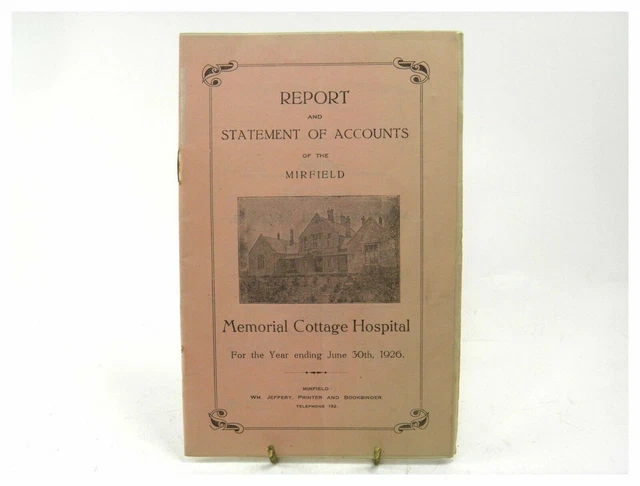 REPORT
AND
STATEMENT OF ACCOUNTS
OF THE
MIRFIELD
Memorial Cottage Hospital
For the Year ending June 30th, 1926.
MIRFIELD
WM. JEFFERY, PRINTER AND BOOKBINDER
TELEPHONE